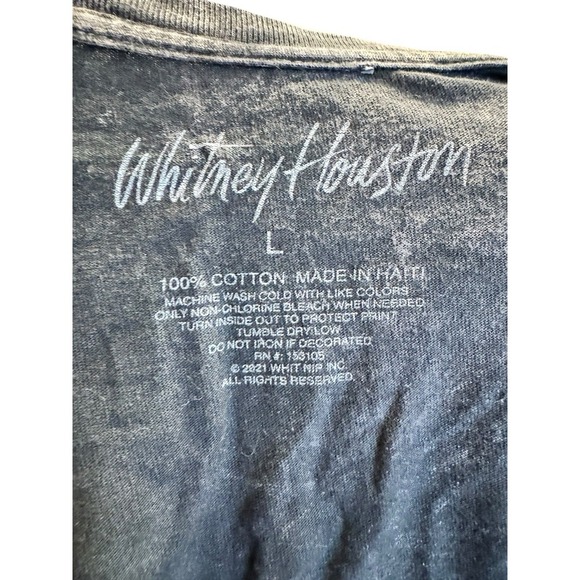 Whitney Houston
L
100% COTTON MADE IN HAITI
MACHINE WASH COLD WITH LIKE COLORS
ONLY NON-CHLORINE BLEACH WHEN NEEDED
TURN INSIDE OUT TO PROTECT PRINT
TUMBLE DRY LOW
DO NOT IRON IF DECORATED
RN #: 153105
© 2021 WHIT NIP INC.
ALL RIGHTS RESERVED.